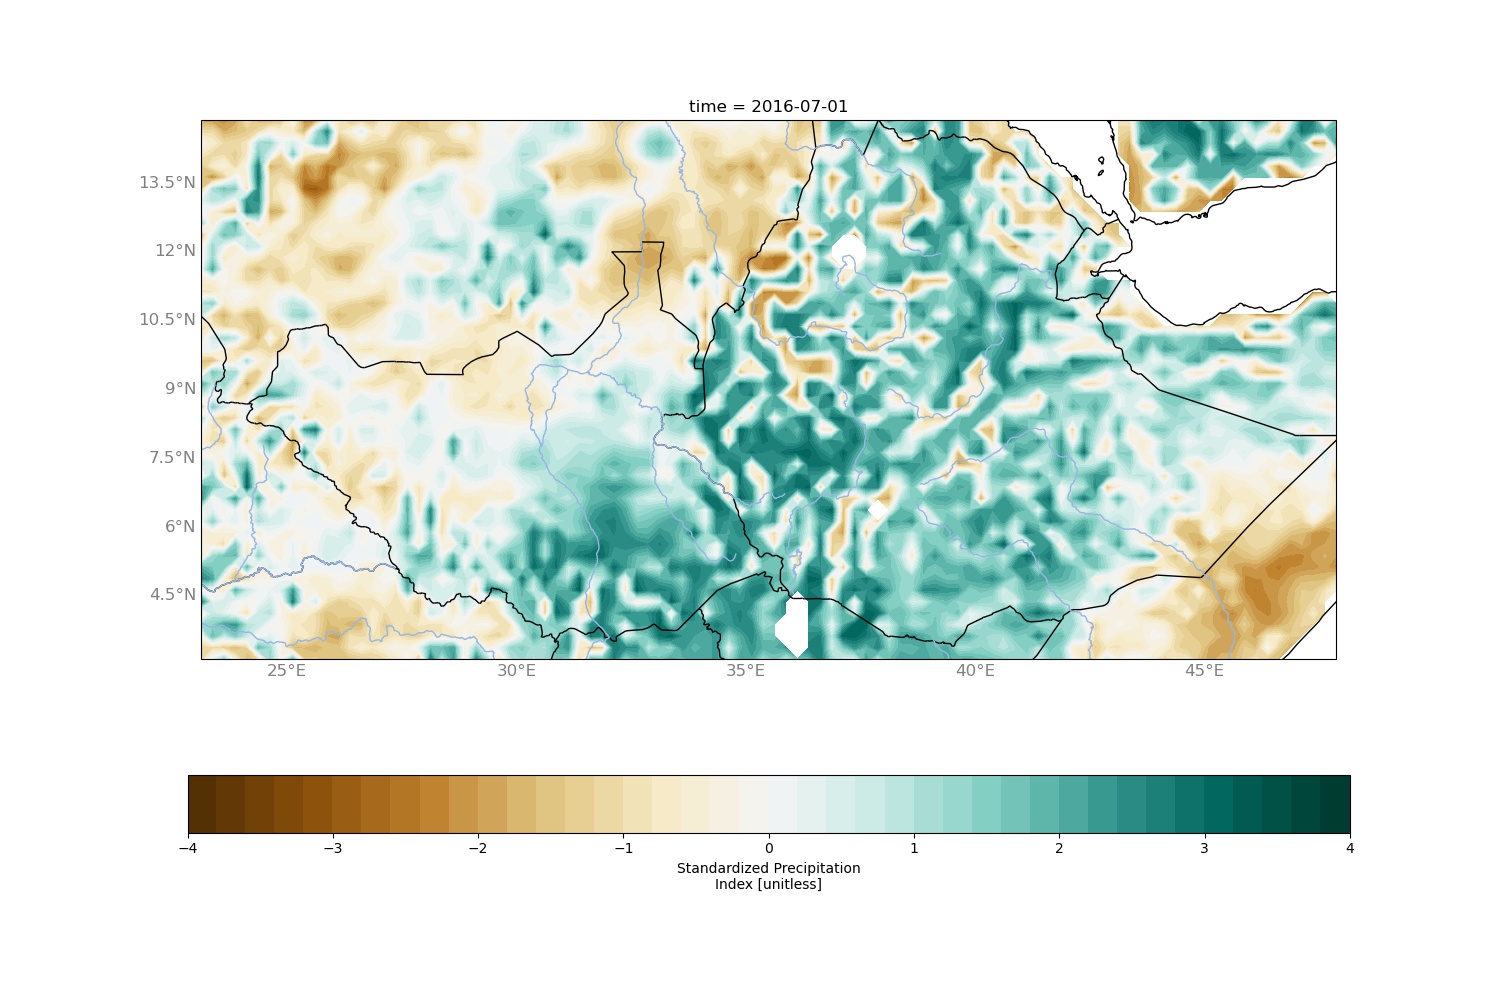 time = 2016-07-01
13.5°N
12°N
10.5°N
9°N
7.5°N
6°N
4.5°N
25°E 30°E 35°E 40°E 45°E
−4 −3 −2 −1 0 1 2 3 4
Standardized Precipitation
Index [unitless]